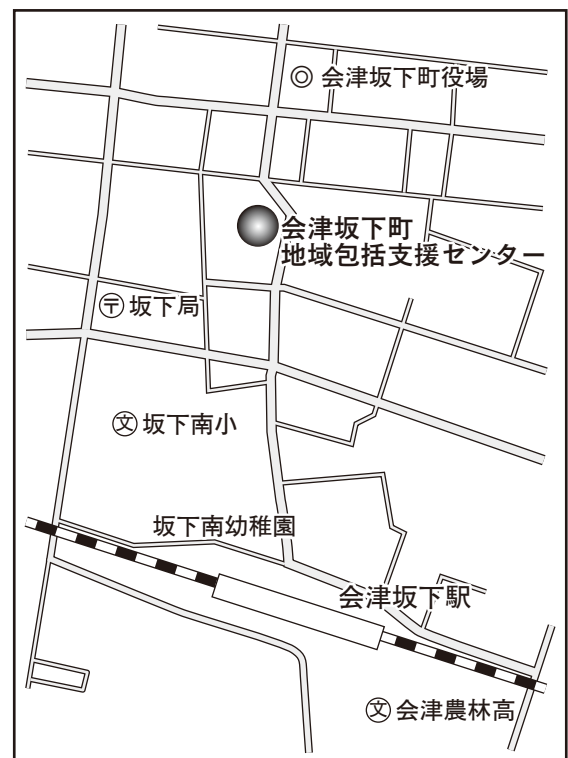 ◎ 会津坂下町役場
会津坂下町
地域包括支援センター
〒 坂下局
文 坂下南小
坂下南幼稚園
会津坂下駅
文 会津農林高